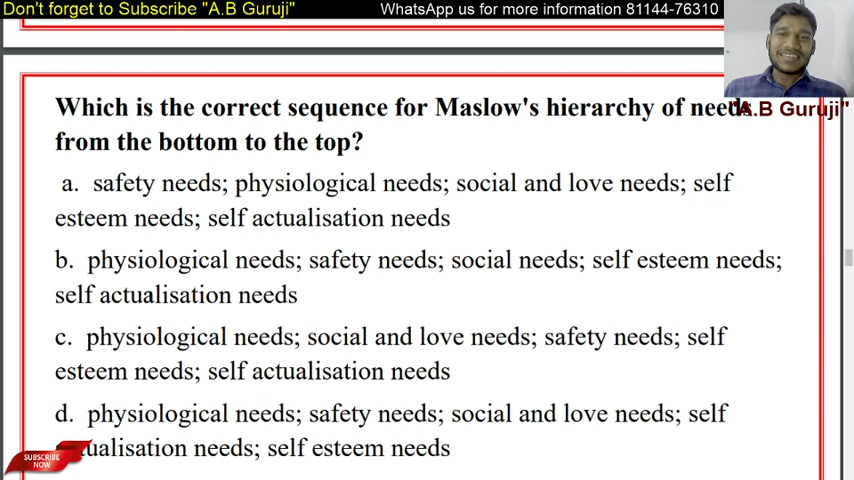 Don't forget to Subscribe "A.B Guruji" WhatsApp us for more information 81144-76310
"A.B Guruji"
Which is the correct sequence for Maslow's hierarchy of needs
from the bottom to the top?
a. safety needs; physiological needs; social and love needs; self
esteem needs; self actualisation needs
b. physiological needs; safety needs; social needs; self esteem needs;
self actualisation needs
c. physiological needs; social and love needs; safety needs; self
esteem needs; self actualisation needs
d. physiological needs; safety needs; social and love needs; self
needs; self esteem needs
SUBSCRIBE
NOW